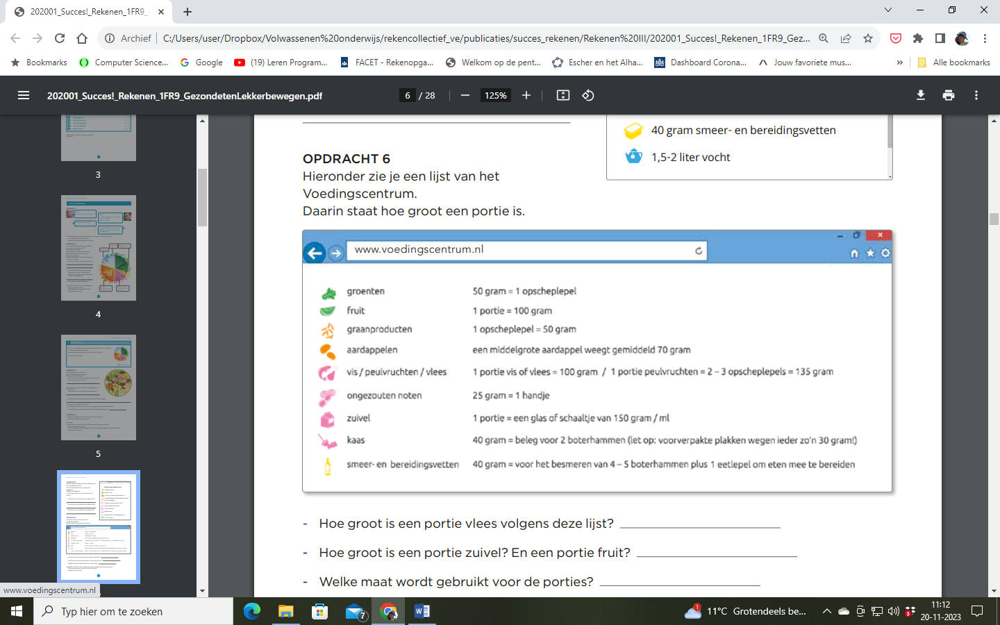 202001_Succes!_Rekenen_1FR9_G
Archief C:/Users/user/Dropbox/Volwassenen%20onderwijs/rekencollectief_ve/publicaties/succes_rekenen/Rekenen%20III/202001_Succes!_Rekenen_1FR9_Gez...
Bookmarks Computer Science... Google (19) Leren Program... FACET - Rekenopga... Welkom op de pent... Escher en het Alha... Dashboard Corona... Jouw favoriete mus... » Alle bookmarks
202001_Succes!_Rekenen_1FR9_GezondetenLekkerbewegen.pdf 6 / 28 125%
3
4
5
40 gram smeer- en bereidingsvetten
1,5-2 liter vocht
OPDRACHT 6
Hieronder zie je een lijst van het
Voedingscentrum.
Daarin staat hoe groot een portie is.
www.voedingscentrum.nl
groenten 50 gram = 1 opscheplepel
fruit 1 portie = 100 gram
graanproducten 1 opscheplepel = 50 gram
aardappelen een middelgrote aardappel weegt gemiddeld 70 gram
vis / peulvruchten / vlees 1 portie vis of vlees = 100 gram / 1 portie peulvruchten = 2 – 3 opscheplepels = 135 gram
ongezouten noten 25 gram = 1 handje
zuivel 1 portie = een glas of schaaltje van 150 gram / ml
kaas 40 gram = beleg voor 2 boterhammen (let op: voorverpakte plakken wegen ieder zo'n 30 gram!)
smeer- en bereidingsvetten 40 gram = voor het besmeren van 4 – 5 boterhammen plus 1 eetlepel om eten mee te bereiden
- Hoe groot is een portie vlees volgens deze lijst?
- Hoe groot is een portie zuivel? En een portie fruit?
- Welke maat wordt gebruikt voor de porties?
www.voedingscentrum.nl
Typ hier om te zoeken 7 1 11°C Grotendeels be... 3 11:12
20-11-2023